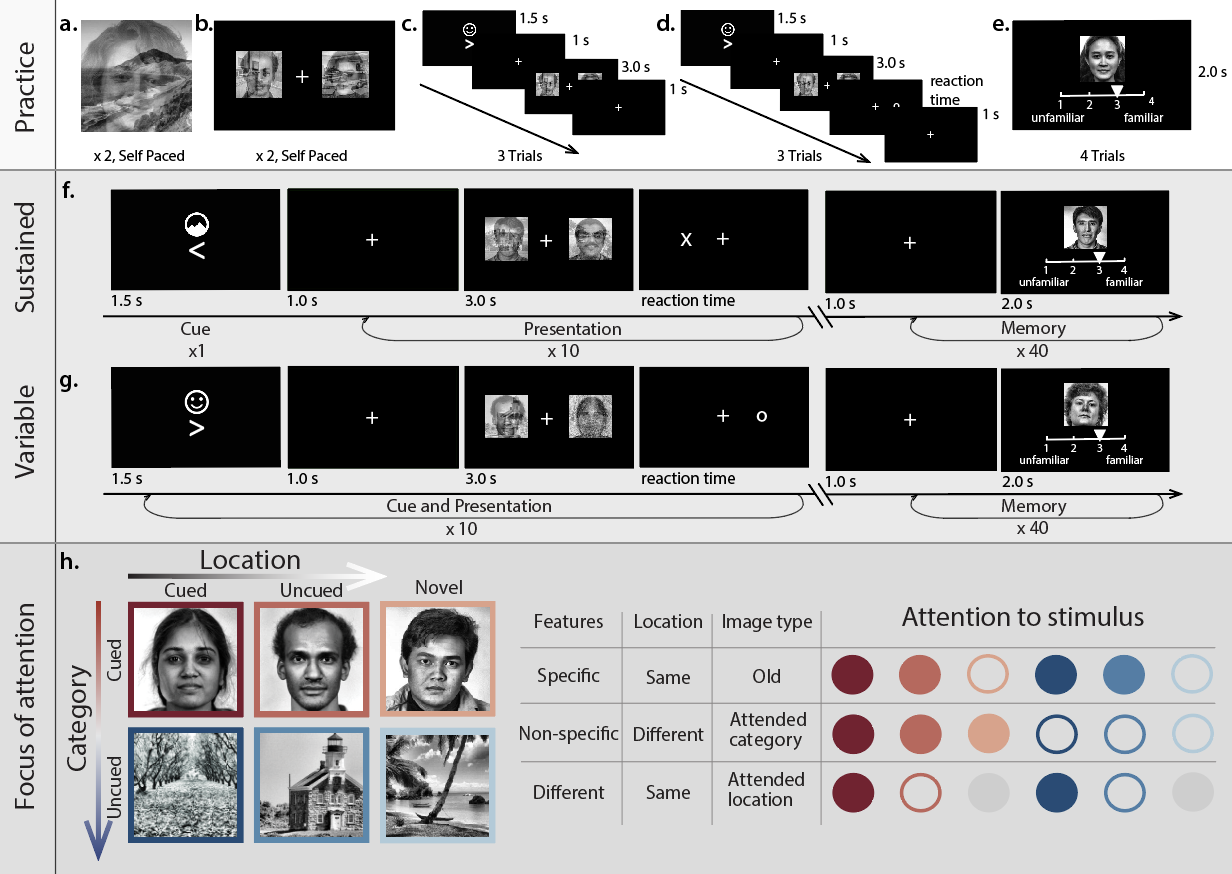 Practice
a.
x 2, Self Paced
b.
+
x 2, Self Paced
c.
>
1.5 s
+
1 s
+
3.0 s
+
1 s
3 Trials
d.
>
1.5 s
+
1 s
+
3.0 s
+ o
reaction
time
+
1 s
3 Trials
e.
1 2 3 4
unfamiliar familiar
2.0 s
4 Trials
Sustained
f.
<
+
+
X +
+
1 2 3 4
unfamiliar familiar
1.5 s
1.0 s
3.0 s
reaction time
1.0 s
2.0 s
Cue
x1
Presentation
x 10
Memory
x 40
Variable
g.
>
+
+
+ o
+
1 2 3 4
unfamiliar familiar
1.5 s
1.0 s
3.0 s
reaction time
1.0 s
2.0 s
Cue and Presentation
x 10
Memory
x 40
Focus of attention
h.
Location
Cued Uncued Novel
Category
Cued
Uncued
Attention to stimulus
Features Location Image type
Specific Same Old
Non-specific Different Attended
category
Different Same Attended
location